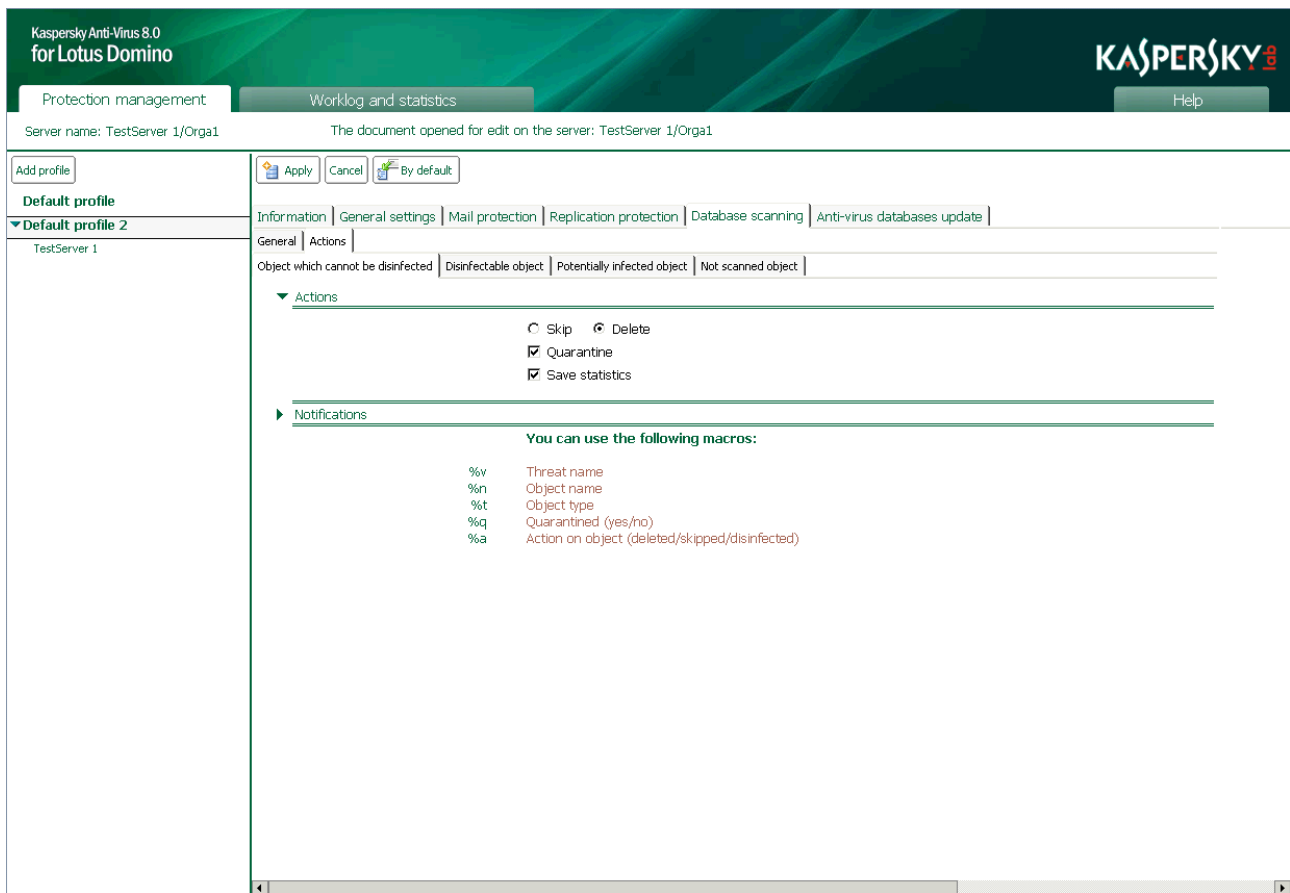 Kaspersky Anti-Virus 8.0
for Lotus Domino
KASPERSKY lab
Protection management
Worklog and statistics
Help
Server name: TestServer 1/Orga1
The document opened for edit on the server: TestServer 1/Orga1
Add profile
Default profile
Default profile 2
TestServer 1
Apply Cancel By default
Information General settings Mail protection Replication protection Database scanning Anti-virus databases update
General Actions
Object which cannot be disinfected Disinfectable object Potentially infected object Not scanned object
Actions
Skip Delete
Quarantine
Save statistics
Notifications
You can use the following macros:
%v Threat name
%n Object name
%t Object type
%q Quarantined (yes/no)
%a Action on object (deleted/skipped/disinfected)